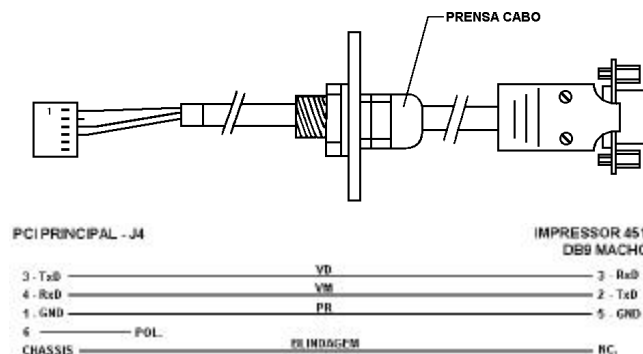 PRENSA CABO
1
PCI PRINCIPAL - J4
IMPRESSOR 451
DB9 MACHO
3 - TxD VD 3 - RxD
4 - RxD VM 2 - TxD
1 - GND PR 5 - GND
6 POL.
CHASSIS BLINDAGEM NC.